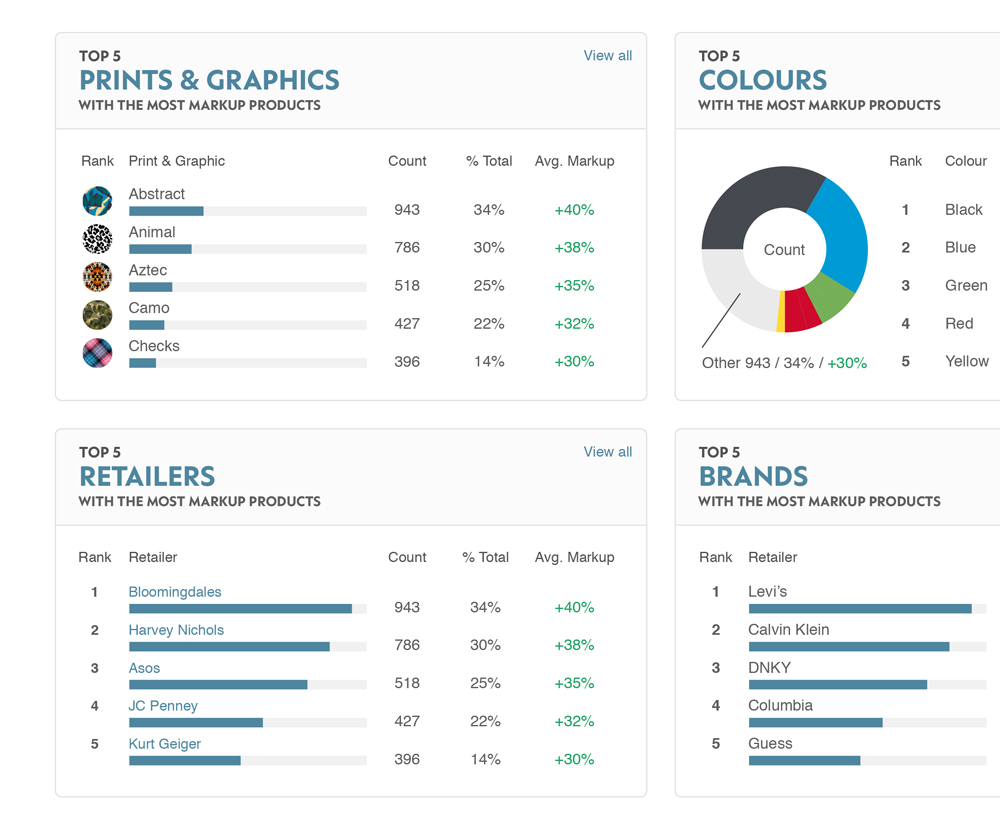 TOP 5
View all
PRINTS & GRAPHICS
WITH THE MOST MARKUP PRODUCTS
Rank Print & Graphic Count % Total Avg. Markup
Abstract
943 34% +40%
Animal
786 30% +38%
Aztec
518 25% +35%
Camo
427 22% +32%
Checks
396 14% +30%
TOP 5
COLOURS
WITH THE MOST MARKUP PRODUCTS
Count
Other 943 / 34% / +30%
Rank Colour
1 Black
2 Blue
3 Green
4 Red
5 Yellow
TOP 5
View all
RETAILERS
WITH THE MOST MARKUP PRODUCTS
Rank Retailer Count % Total Avg. Markup
1 Bloomingdales
943 34% +40%
2 Harvey Nichols
786 30% +38%
3 Asos
518 25% +35%
4 JC Penney
427 22% +32%
5 Kurt Geiger
396 14% +30%
TOP 5
BRANDS
WITH THE MOST MARKUP PRODUCTS
Rank Retailer
1 Levi's
2 Calvin Klein
3 DNKY
4 Columbia
5 Guess